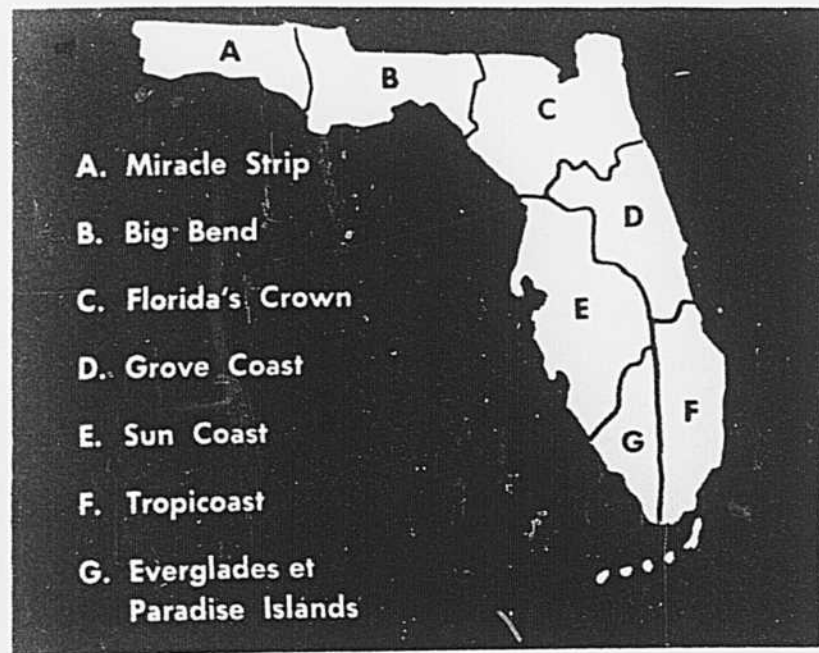 A
B
C
D
E
F
G
A. Miracle Strip
B. Big Bend
C. Florida's Crown
D. Grove Coast
E. Sun Coast
F. Tropicoast
G. Everglades et
Paradise Islands